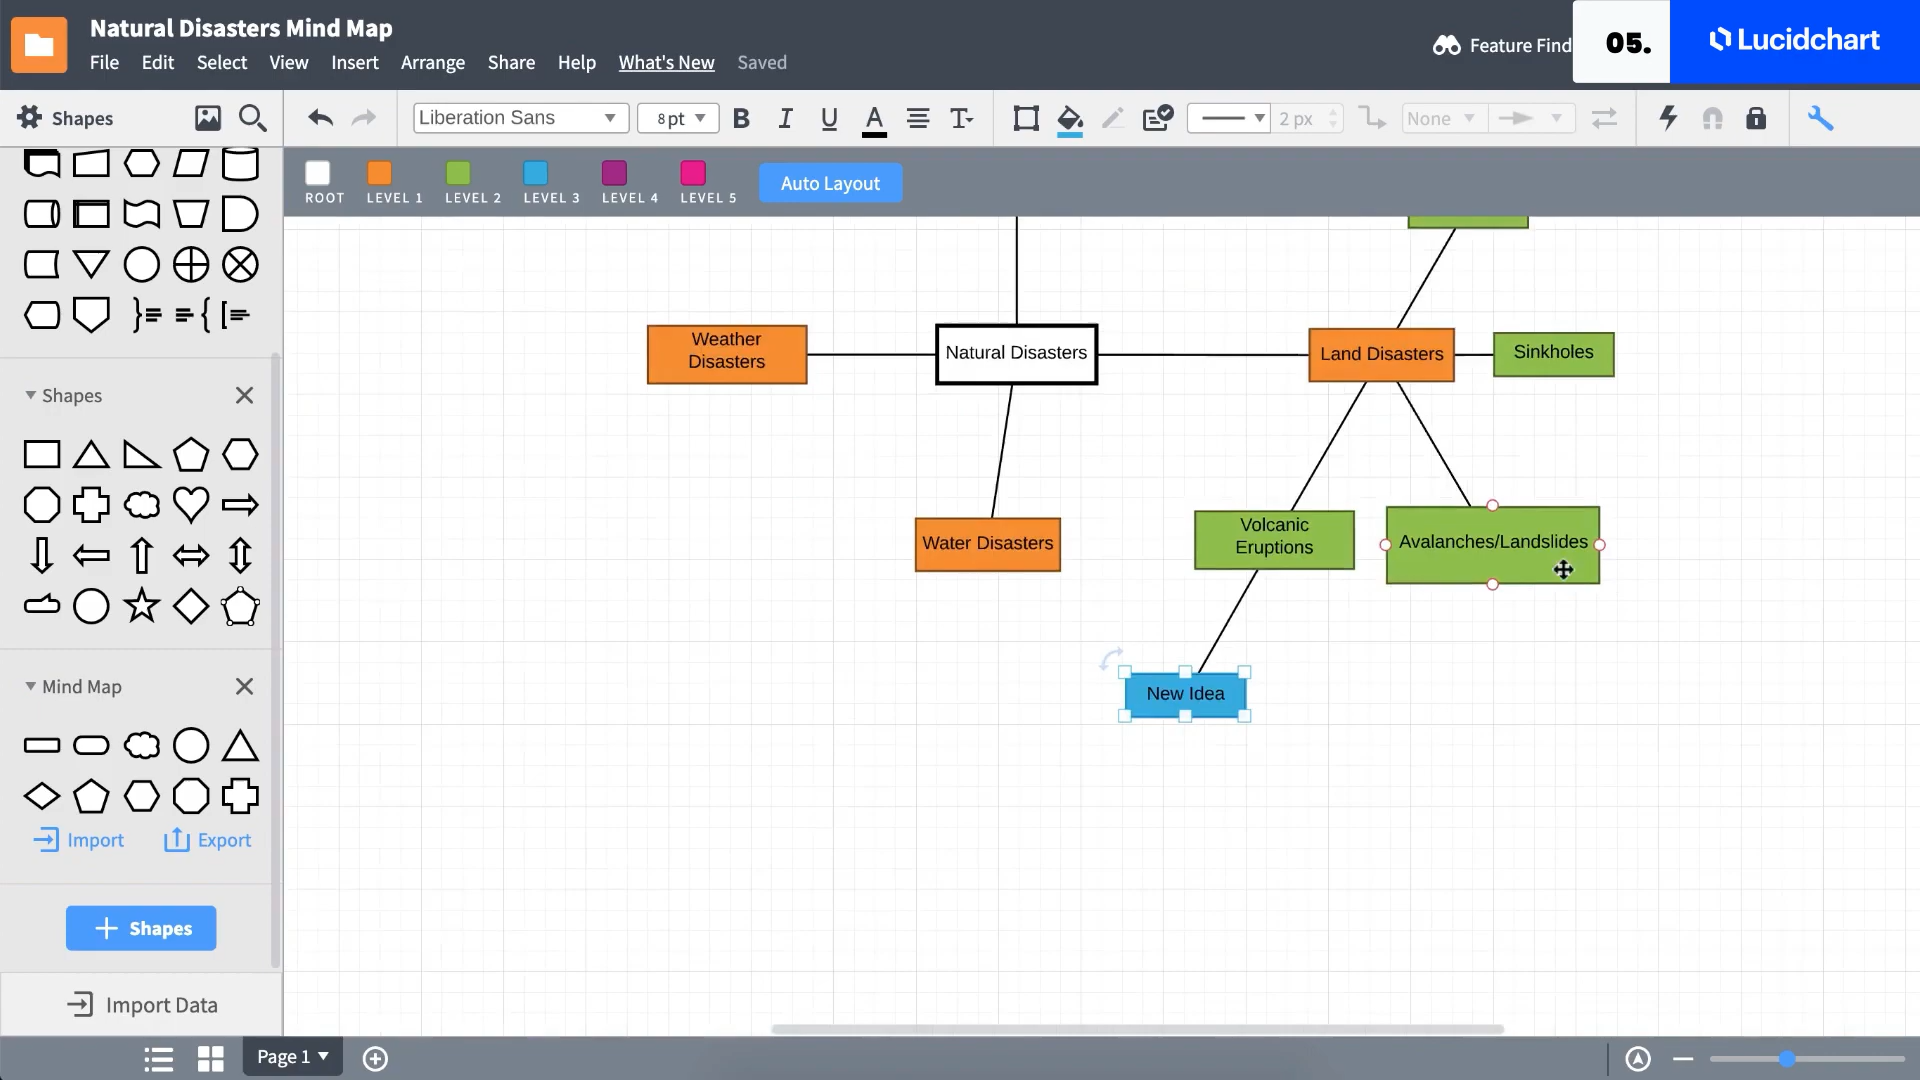 Natural Disasters Mind Map
File Edit Select View Insert Arrange Share Help What's New Saved
Feature Find
05.
Lucidchart
Shapes
Liberation Sans
8 pt
B I U A T
2 px
None
ROOT
LEVEL 1
LEVEL 2
LEVEL 3
LEVEL 4
LEVEL 5
Auto Layout
Weather
Disasters
Natural Disasters
Land Disasters
Sinkholes
Shapes
Water Disasters
Volcanic
Eruptions
Avalanches/Landslides
Mind Map
New Idea
Import
Export
+ Shapes
Import Data
Page 1